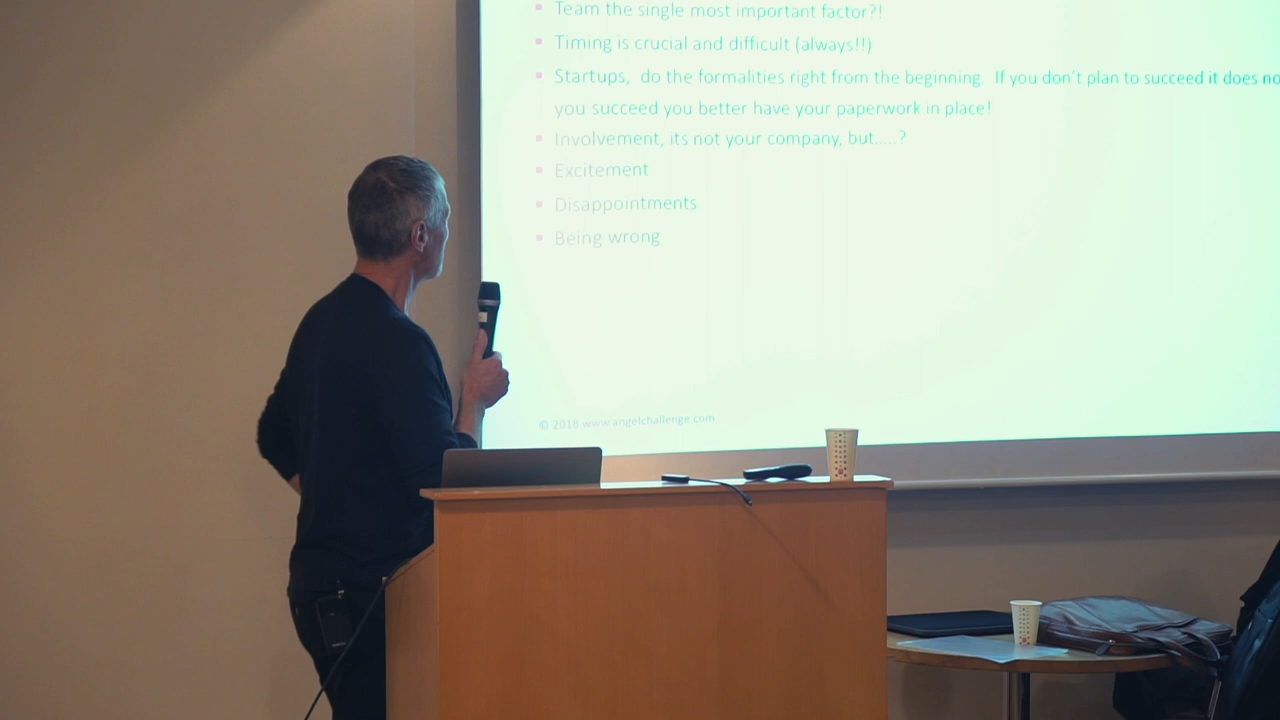 Team the single most important factor?!
Timing is crucial and difficult (always!!)
Startups, do the formalities right from the beginning. If you don't plan to succeed it does no
you succeed you better have your paperwork in place!
Involvement, its not your company, but.....?
Excitement
Disappointments
Being wrong
© 2018 www.angelchallenge.com